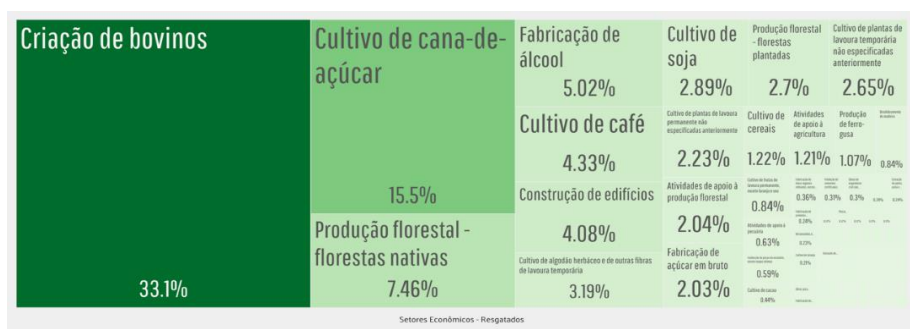 Criação de bovinos
33.1%
Cultivo de cana-de-
açúcar
15.5%
Produção florestal -
florestas nativas
7.46%
Fabricação de
álcool
5.02%
Cultivo de café
4.33%
Construção de edifícios
4.08%
Cultivo de algodão herbáceo e de outras fibras
de lavoura temporária
3.19%
Cultivo de
soja
2.89%
Produção florestal
- florestas
plantadas
2.7%
Cultivo de plantas de
lavoura temporária
não especificadas
anteriormente
2.65%
Cultivo de plantas de lavoura
permanente não
especificadas anteriormente
2.23%
Atividades de apoio à
produção florestal
2.04%
Fabricação de
açúcar em bruto
2.03%
Cultivo de
cereais
1.22%
Atividades
de apoio à
agricultura
1.21%
Produção
de ferro-
gusa
1.07%
0.84%
0.84%
Atividades de apoio à
pecuária
0.63%
0.59%
Cultivo de cacau
0.44%
0.36%
0.31%
0.3%
Setores Econômicos - Resgatados